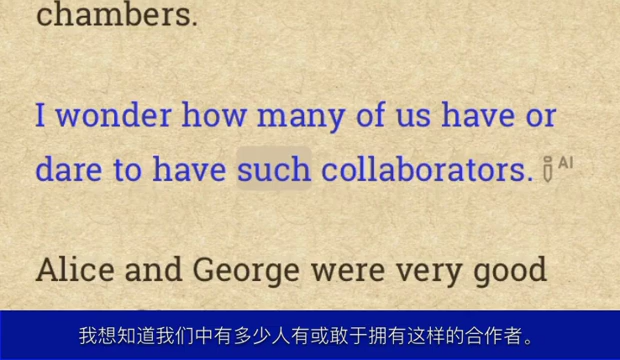 chambers.
I wonder how many of us have or
dare to have such collaborators. AI
Alice and George were very good
我想知道我们中有多少人有或敢于拥有这样的合作者。